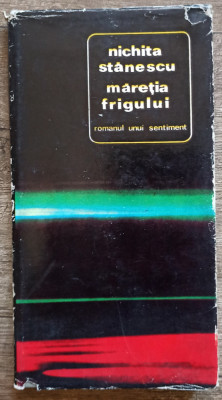 nichita
stănescu
măreția
frigului
romanul unui sentiment